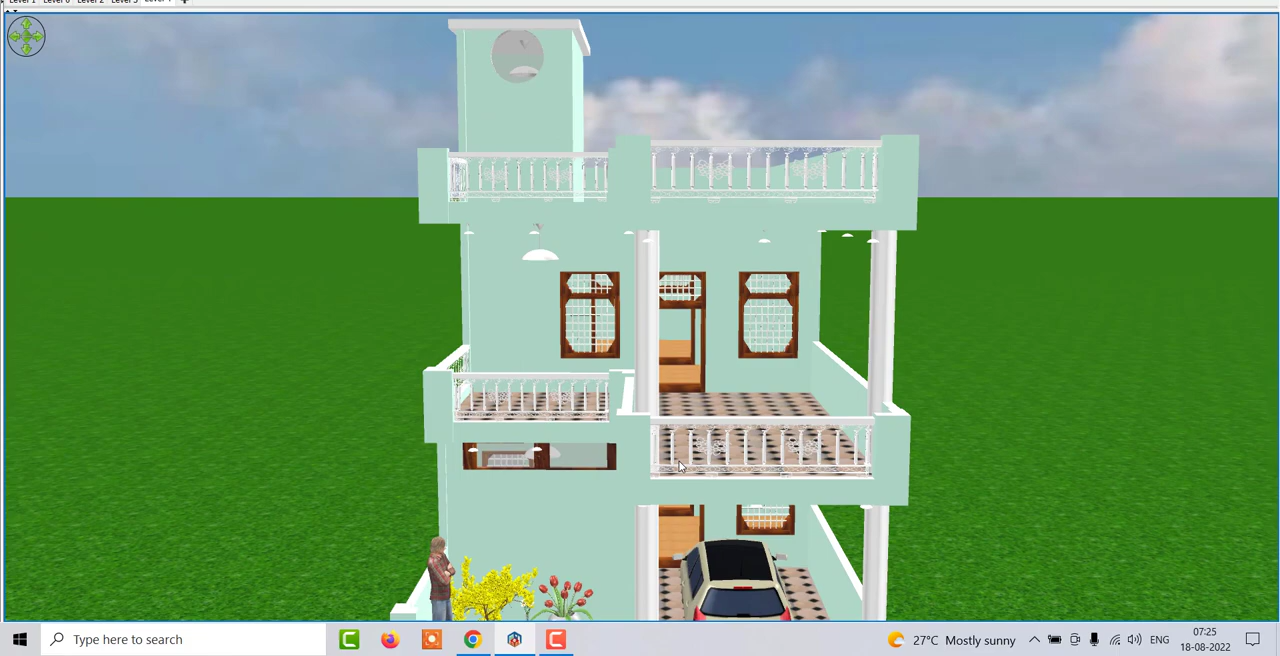 Type here to search
27°C Mostly sunny
ENG
07:25
18-08-2022